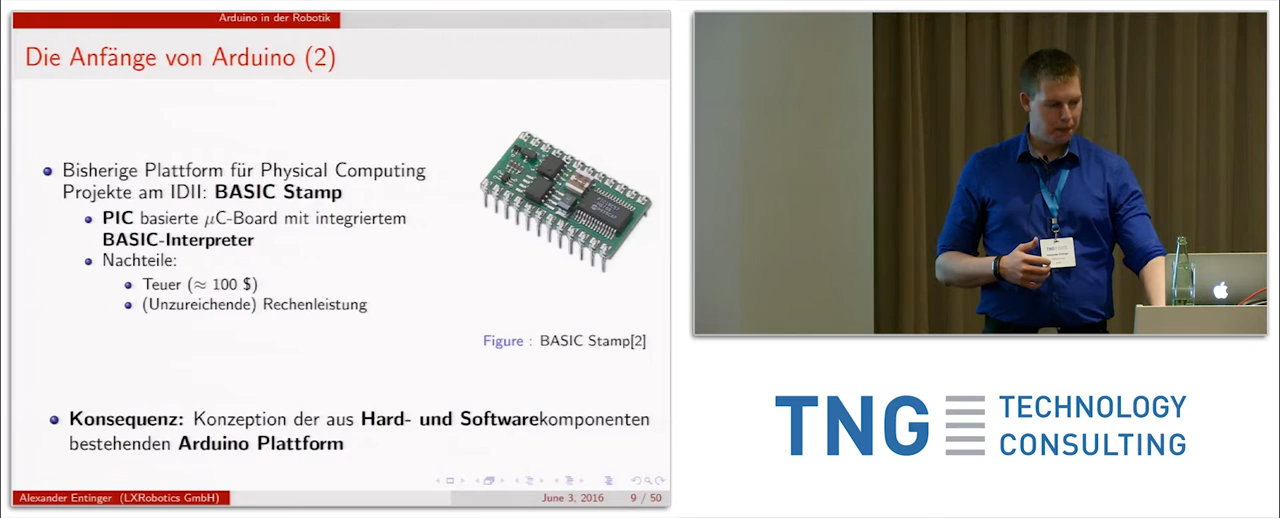 Arduino in der Robotik
Die Anfänge von Arduino (2)
Bisherige Plattform für Physical Computing
Projekte am IDII: BASIC Stamp
PIC basierte μC-Board mit integriertem
BASIC-Interpreter
Nachteile:
Teuer (≈ 100 $)
(Unzureichende) Rechenleistung
Figure : BASIC Stamp[2]
Konsequenz: Konzeption der aus Hard- und Softwarekomponenten
bestehenden Arduino Plattform
Alexander Entinger (LXRobotics GmbH)
June 3, 2016 9 / 50
TNG TECHNOLOGY
CONSULTING